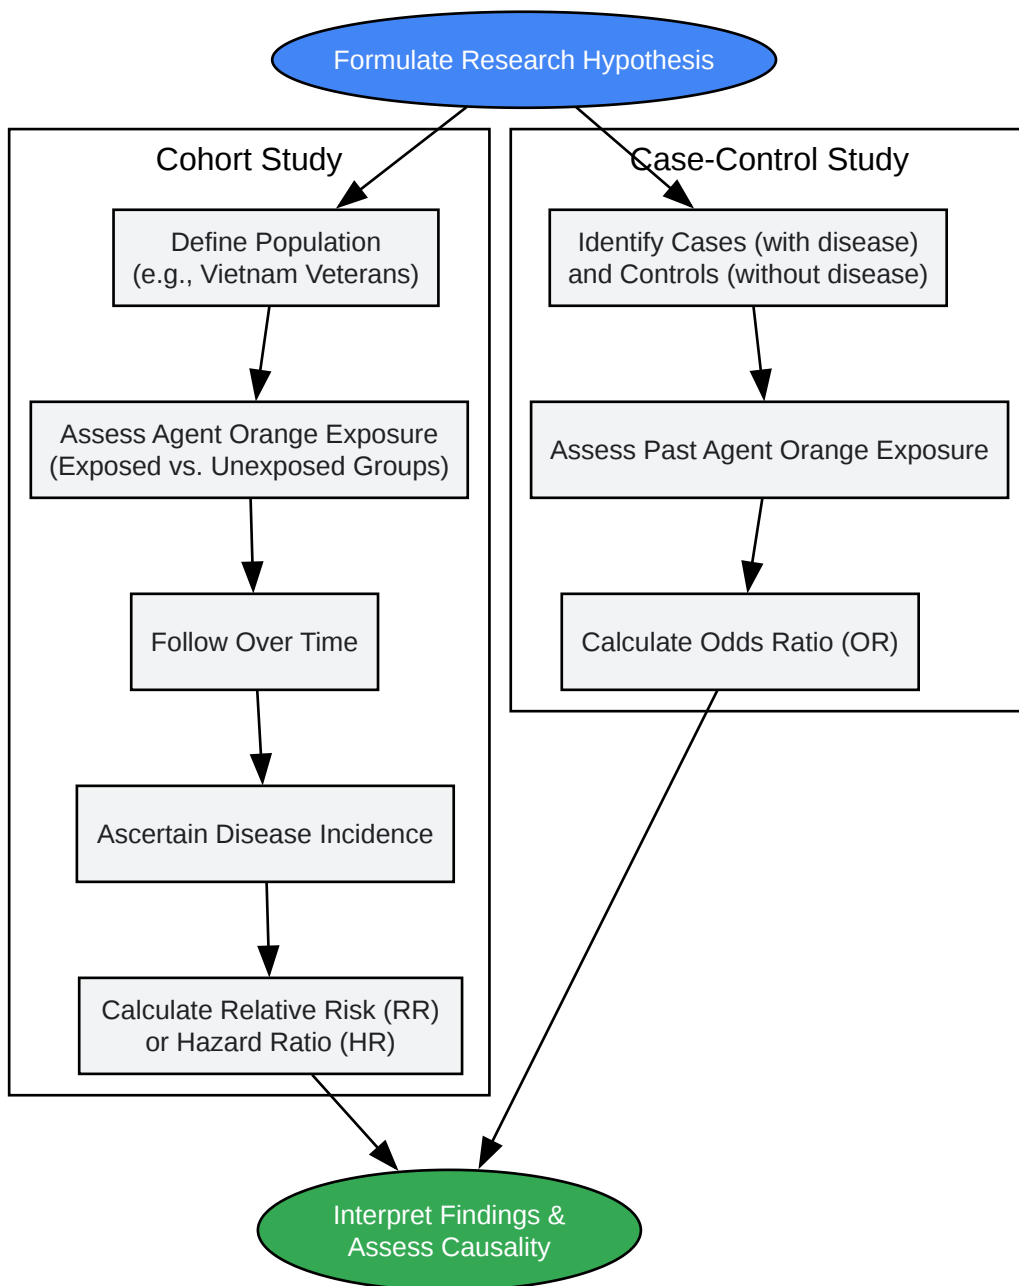 Formulate Research Hypothesis
Cohort Study
Define Population
(e.g., Vietnam Veterans)
Assess Agent Orange Exposure
(Exposed vs. Unexposed Groups)
Follow Over Time
Ascertain Disease Incidence
Calculate Relative Risk (RR)
or Hazard Ratio (HR)
Case-Control Study
Identify Cases (with disease)
and Controls (without disease)
Assess Past Agent Orange Exposure
Calculate Odds Ratio (OR)
Interpret Findings &
Assess Causality